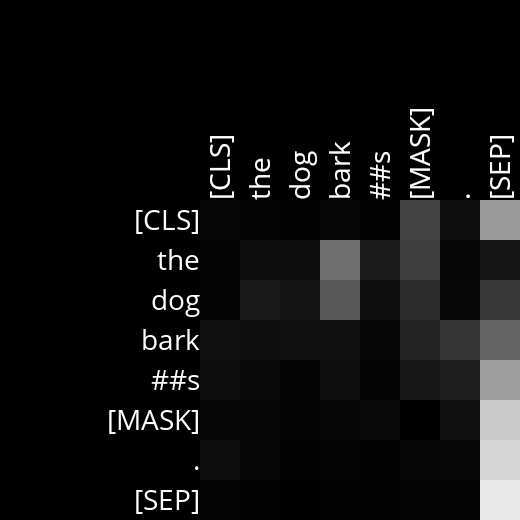 [CLS] the dog bark ##s [MASK] . [SEP]
[CLS]
the
dog
bark
##s
[MASK]
.
[SEP]